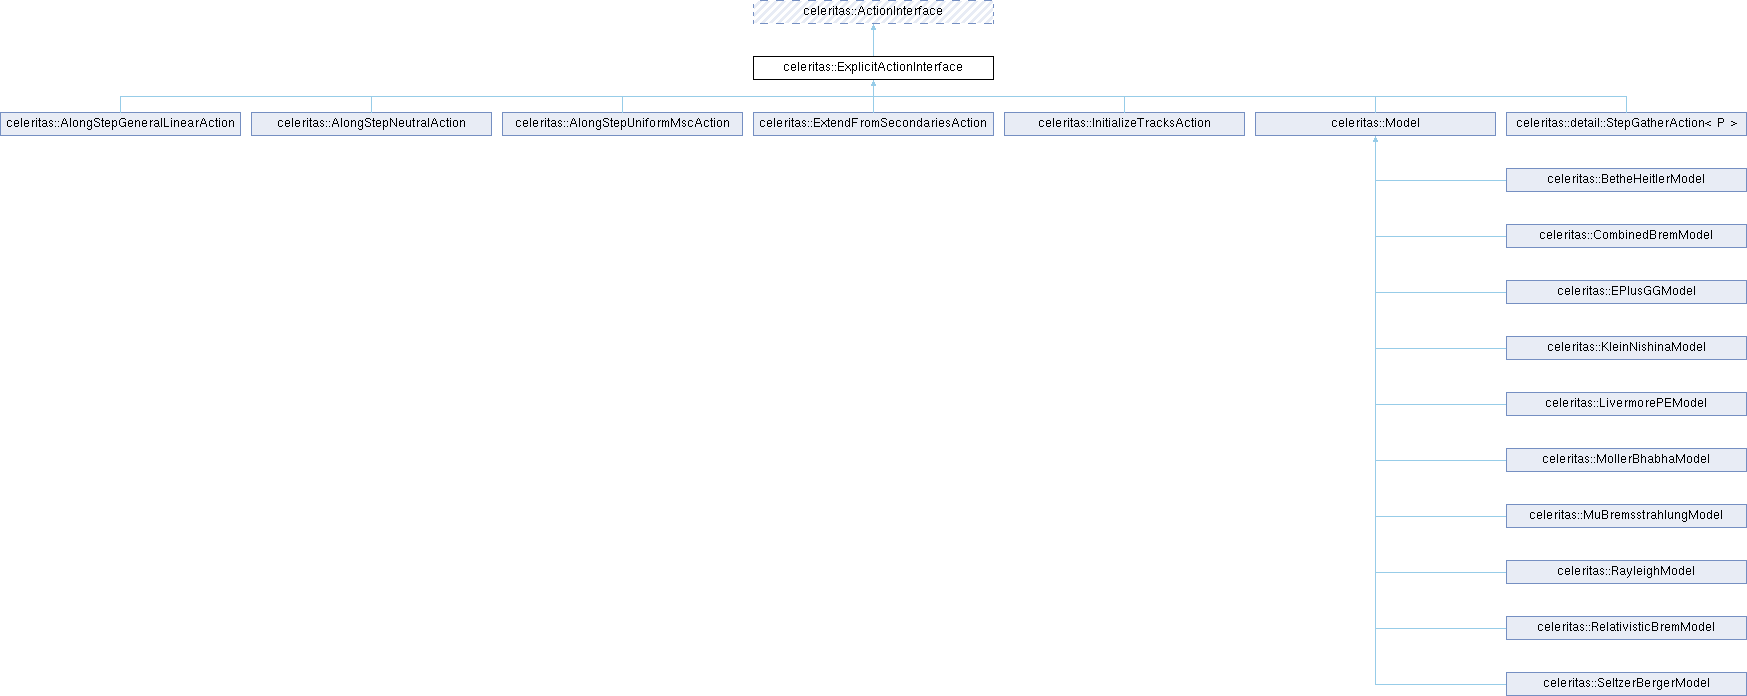 celeritas::ActionInterface
celeritas::ExplicitActionInterface
celeritas::AlongStepGeneralLinearAction
celeritas::AlongStepNeutralAction
celeritas::AlongStepUniformMscAction
celeritas::ExtendFromSecondariesAction
celeritas::InitializeTracksAction
celeritas::Model
celeritas::detail::StepGatherAction< P >
celeritas::BetheHeitlerModel
celeritas::CombinedBremModel
celeritas::EPlusGGModel
celeritas::KleinNishinaModel
celeritas::LivermorePEModel
celeritas::MollerBhabhaModel
celeritas::MuBremsstrahlungModel
celeritas::RayleighModel
celeritas::RelativisticBremModel
celeritas::SeltzerBergerModel